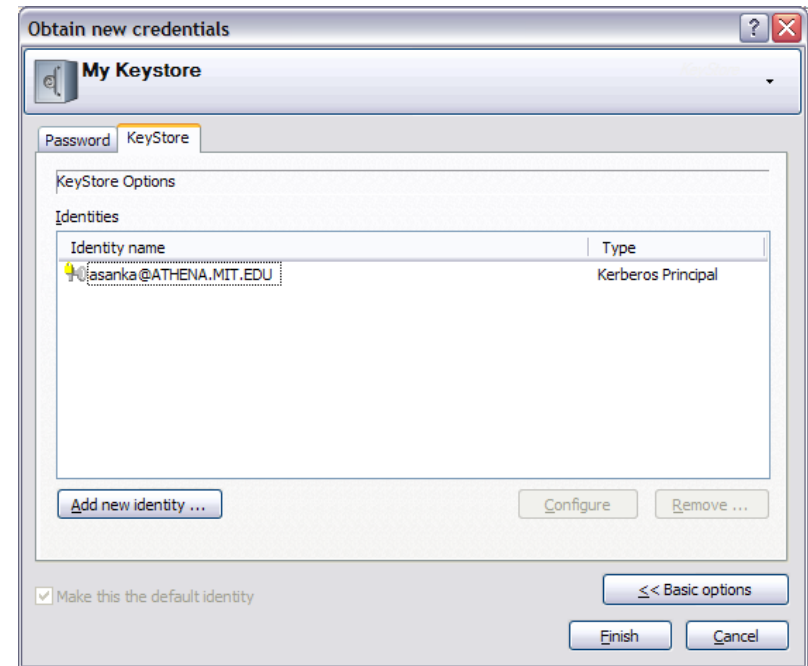 Obtain new credentials
My Keystore
Password KeyStore
KeyStore Options
Identities
Identity name Type
asanka@ATHENA.MIT.EDU Kerberos Principal
Add new identity ... Configure Remove ...
Make this the default identity << Basic options
Finish Cancel